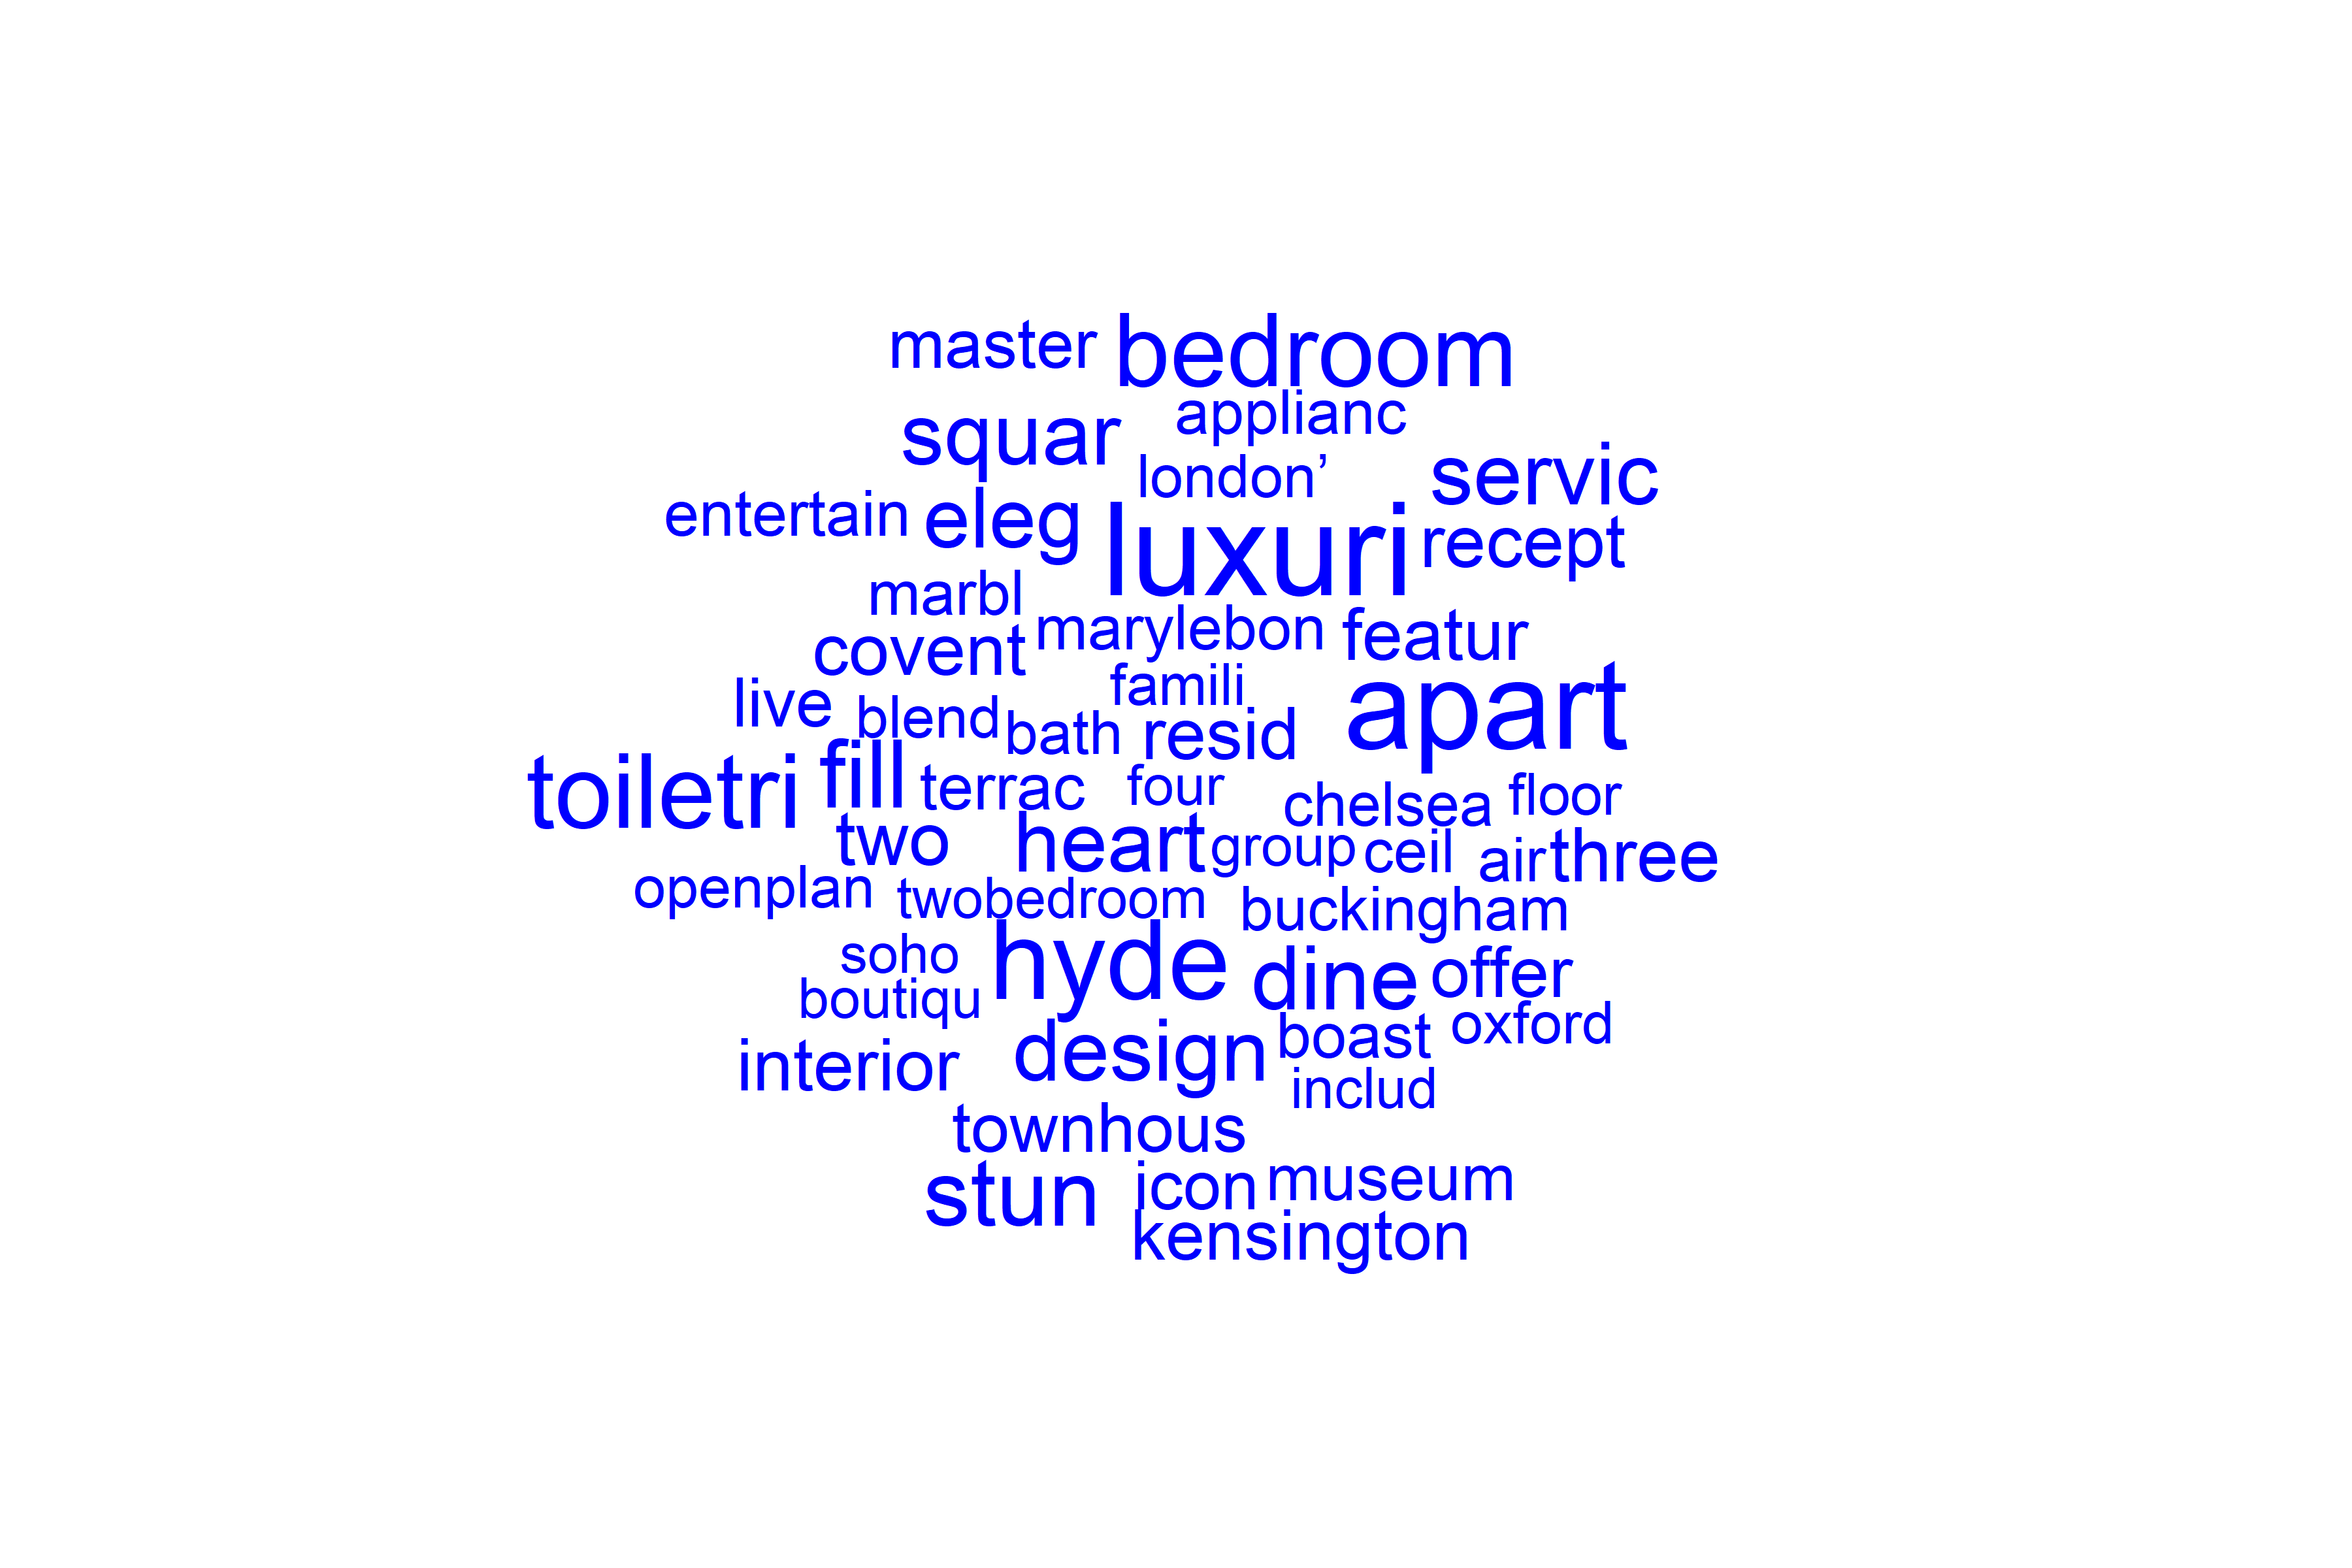 master bedroom
applianc
squar
london’ servic
entertain eleg luxuri recept
marbl
covent marylebon featur
famili
live blend bath resid apart
toiletri fill terrac four chelsea floor
two heart group ceil air three
openplan twobedroom buckingham
soho hyde dine offer
boutiqu
interior design boast oxford
includ
townhous
stun icon museum
kensington